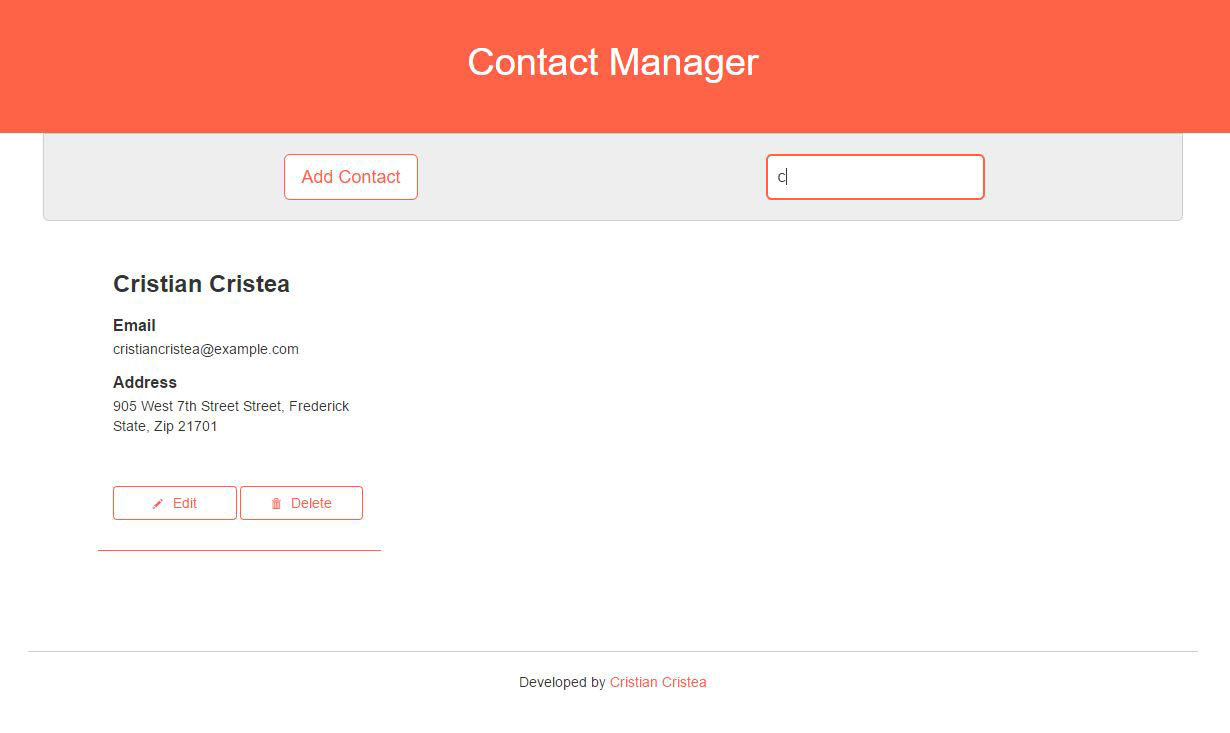 Contact Manager
Add Contact
c
Cristian Cristea
Email
cristiancristea@example.com
Address
905 West 7th Street Street, Frederick
State, Zip 21701
Edit
Delete
Developed by Cristian Cristea